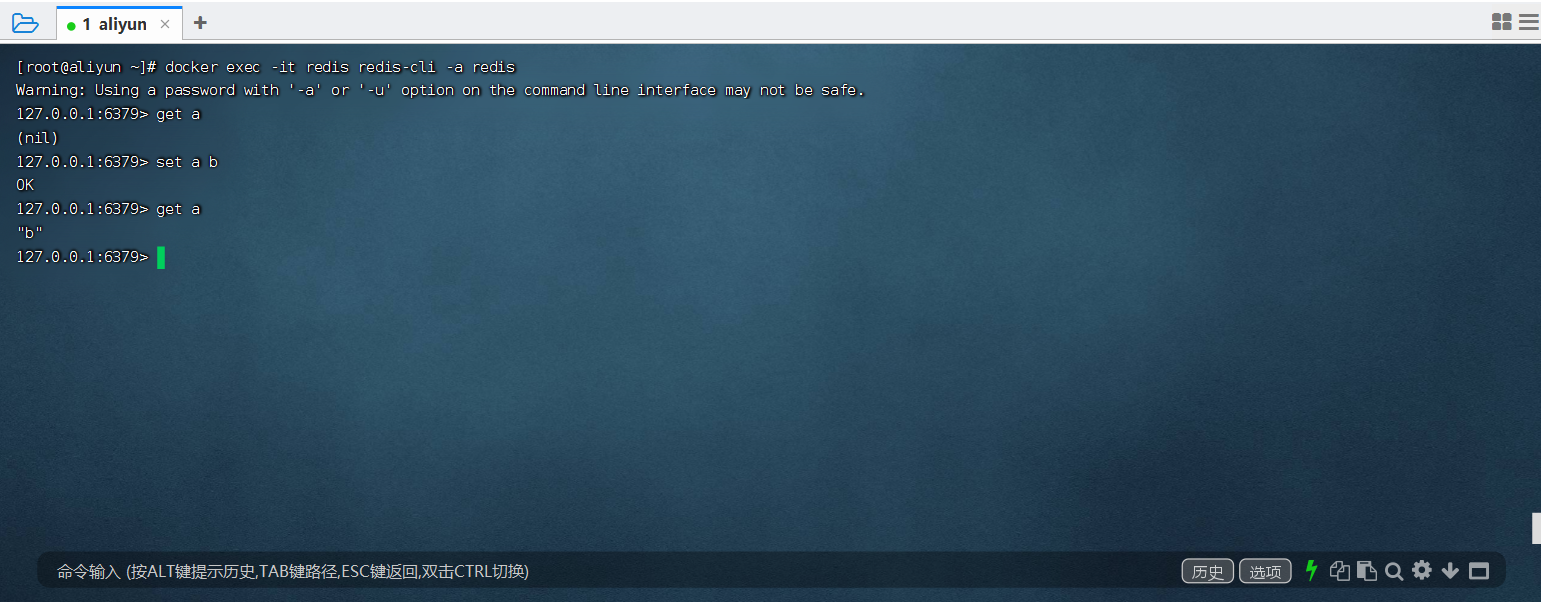 1 aliyun
[root@aliyun ~]# docker exec -it redis redis-cli -a redis
Warning: Using a password with '-a' or '-u' option on the command line interface may not be safe.
127.0.0.1:6379> get a
(nil)
127.0.0.1:6379> set a b
OK
127.0.0.1:6379> get a
"b"
127.0.0.1:6379>
命令输入 (按ALT键提示历史,TAB键路径,ESC键返回,双击CTRL切换)
历史 选项